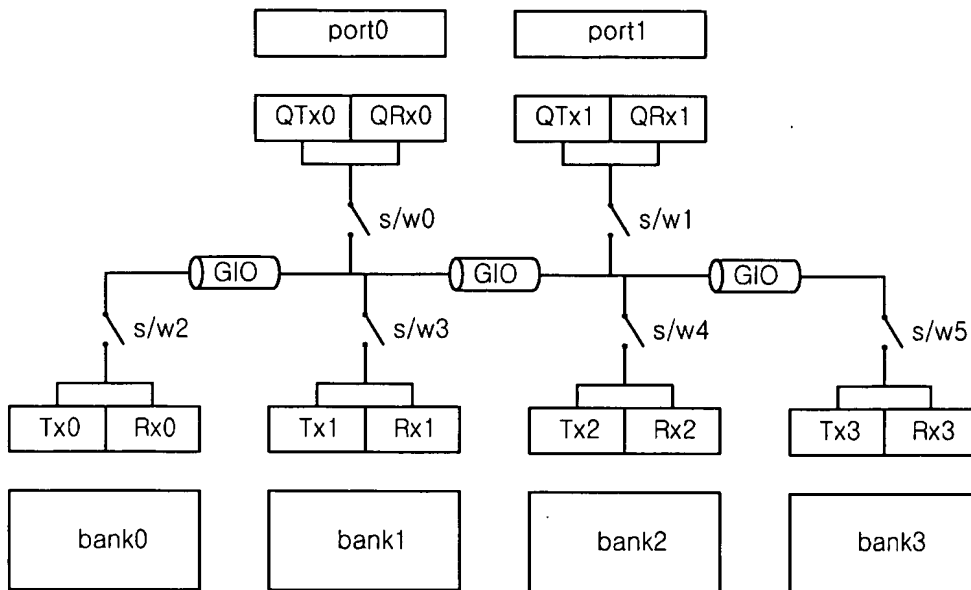 port0 port1
QTx0 QRx0 QTx1 QRx1
s/w0 s/w1
GIO GIO GIO
s/w2 s/w3 s/w4 s/w5
Tx0 Rx0 Tx1 Rx1 Tx2 Rx2 Tx3 Rx3
bank0 bank1 bank2 bank3